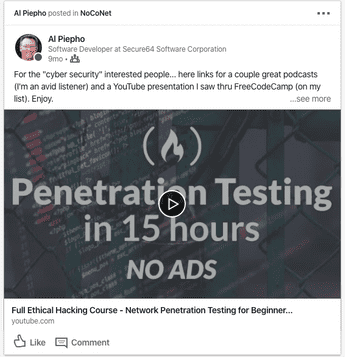 Al Piepho posted in NoCoNet
Al Piepho
Software Developer at Secure64 Software Corporation
9mo •
For the "cyber security" interested people... here links for a couple great podcasts
(I'm an avid listener) and a YouTube presentation I saw thru FreeCodeCamp (on my
list). Enjoy.
...see more
Penetration Testing
in 15 hours
NO ADS
Full Ethical Hacking Course - Network Penetration Testing for Beginner...
youtube.com
Like Comment